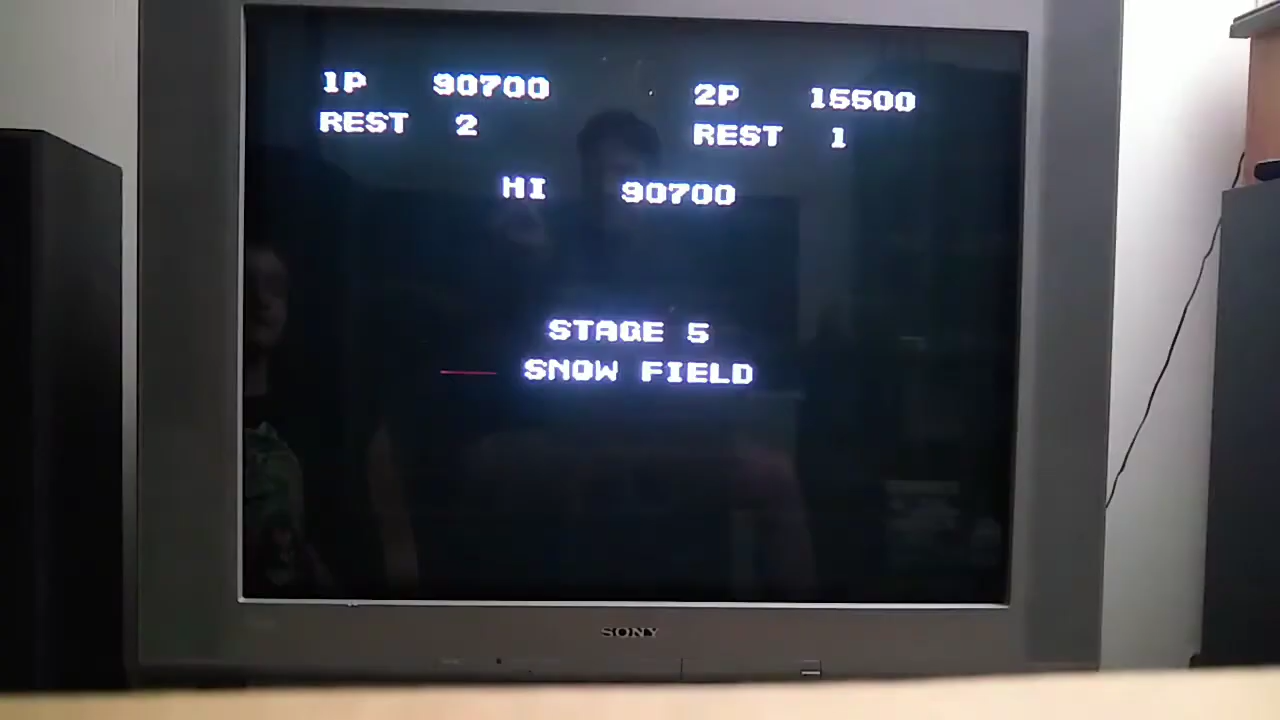 1P 90700 2P 15500
REST 2 REST 1
HI 90700
STAGE 5
SNOW FIELD
SONY